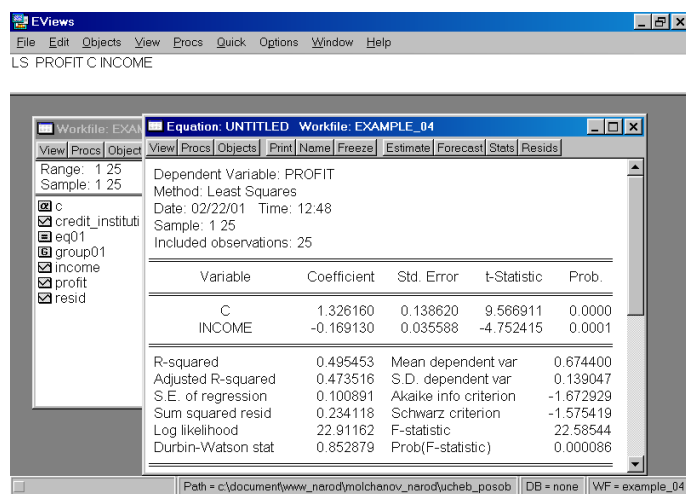 EViews
File Edit Objects View Procs Quick Options Window Help
LS PROFIT C INCOME
Workfile: EXAM
View Procs Object
Range: 1 25
Sample: 1 25
c
credit_instituti
eq01
group01
income
profit
resid
Equation: UNTITLED Workfile: EXAMPLE_04
View Procs Objects Print Name Freeze Estimate Forecast Stats Resids
Dependent Variable: PROFIT
Method: Least Squares
Date: 02/22/01 Time: 12:48
Sample: 1 25
Included observations: 25
Variable Coefficient Std. Error t-Statistic Prob.
C 1.326160 0.138620 9.566911 0.0000
INCOME -0.169130 0.035588 -4.752415 0.0001
R-squared 0.495453 Mean dependent var 0.674400
Adjusted R-squared 0.473516 S.D. dependent var 0.139047
S.E. of regression 0.100891 Akaike info criterion -1.672929
Sum squared resid 0.234118 Schwarz criterion -1.575419
Log likelihood 22.91162 F-statistic 22.58544
Durbin-Watson stat 0.852879 Prob(F-statistic) 0.000086
Path = c:\document\www_narod\molchanov_narod\ucheb_posob DB = none WF = example_04